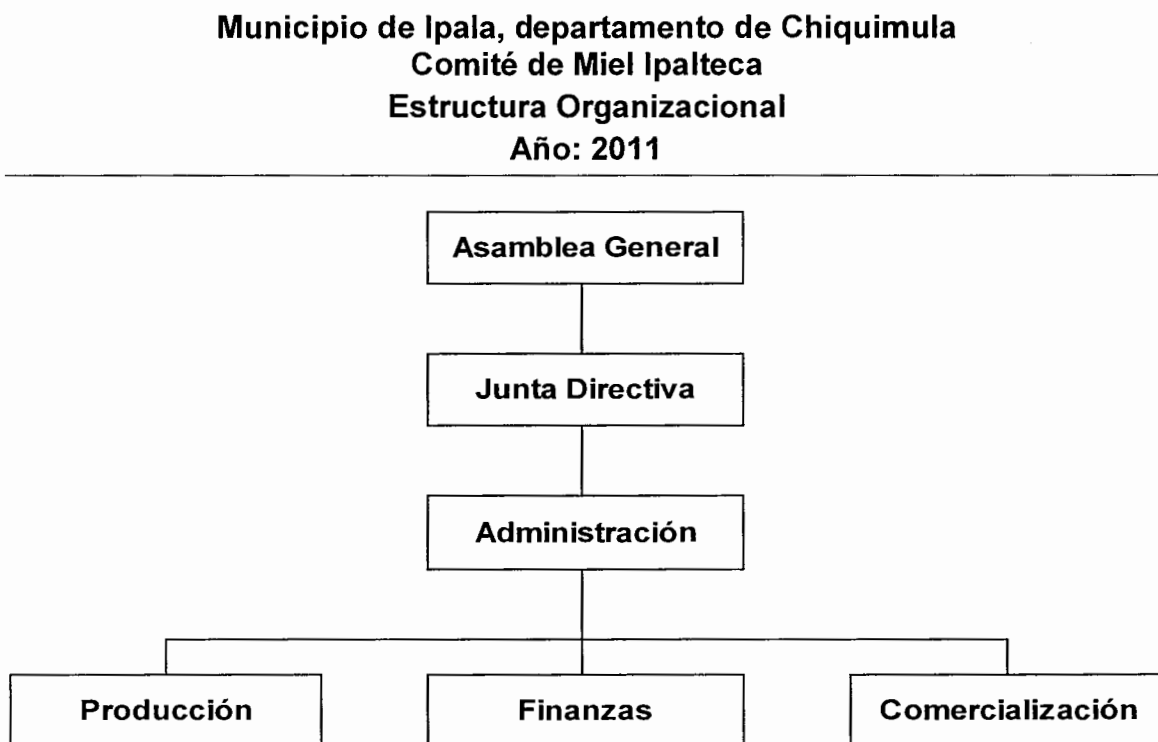 Municipio de Ipala, departamento de Chiquimula
Comité de Miel Ipalteca
Estructura Organizacional
Año: 2011
Asamblea General
Junta Directiva
Administración
Producción
Finanzas
Comercialización